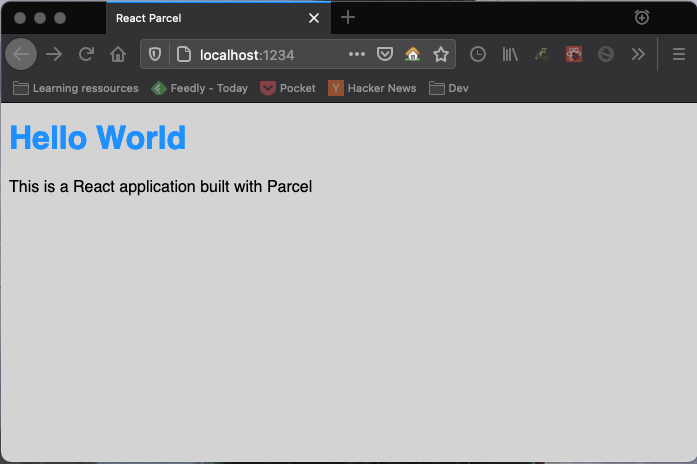 React Parcel
localhost:1234
Learning ressources Feedly - Today Pocket Y Hacker News Dev
Hello World
This is a React application built with Parcel